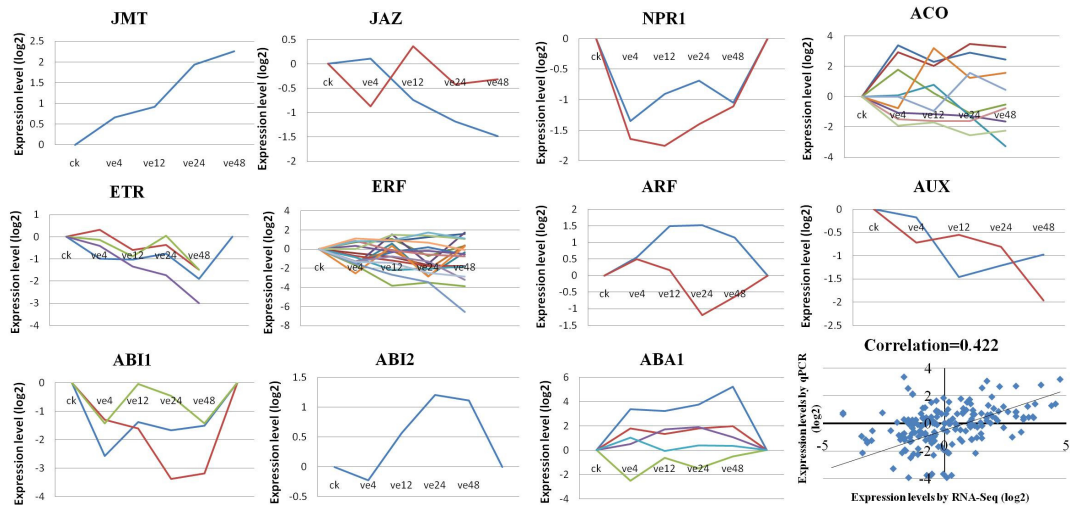 JMT
Expression level (log2)
2.5
2
1.5
1
0.5
0
ck ve4 ve12 ve24 ve48
JAZ
Expression level (log2)
0.5
0
-0.5
-1
-1.5
-2
ck ve4 ve12 ve24 ve48
NPR1
Expression level (log2)
0
-0.5
-1
-1.5
-2
ck ve4 ve12 ve24 ve48
ACO
Expression level (log2)
4
2
0
-2
-4
ck ve4 ve12 ve24 ve48
ETR
Expression level (log2)
1
0
-1
-2
-3
-4
ck ve4 ve12 ve24 ve48
ERF
Expression level (log2)
4
2
0
-2
-4
-6
-8
ck ve4 ve12 ve24 ve48
ARF
Expression level (log2)
2
1.5
1
0.5
0
-0.5
-1
-1.5
ck ve4 ve12 ve24 ve48
AUX
Expression level (log2)
0
-0.5
-1
-1.5
-2
-2.5
ck ve4 ve12 ve24 ve48
ABI1
Expression level (log2)
0
-1
-2
-3
-4
ck ve4 ve12 ve24 ve48
ABI2
Expression level (log2)
1.5
1
0.5
0
-0.5
ck ve4 ve12 ve24 ve48
ABA1
Expression level (log2)
6
4
2
0
-2
-4
ck ve4 ve12 ve24 ve48
Correlation=0.422
Expression levels by qPCR
(log2)
4
2
0
-2
-4
-5 0 5
Expression levels by RNA-Seq (log2)